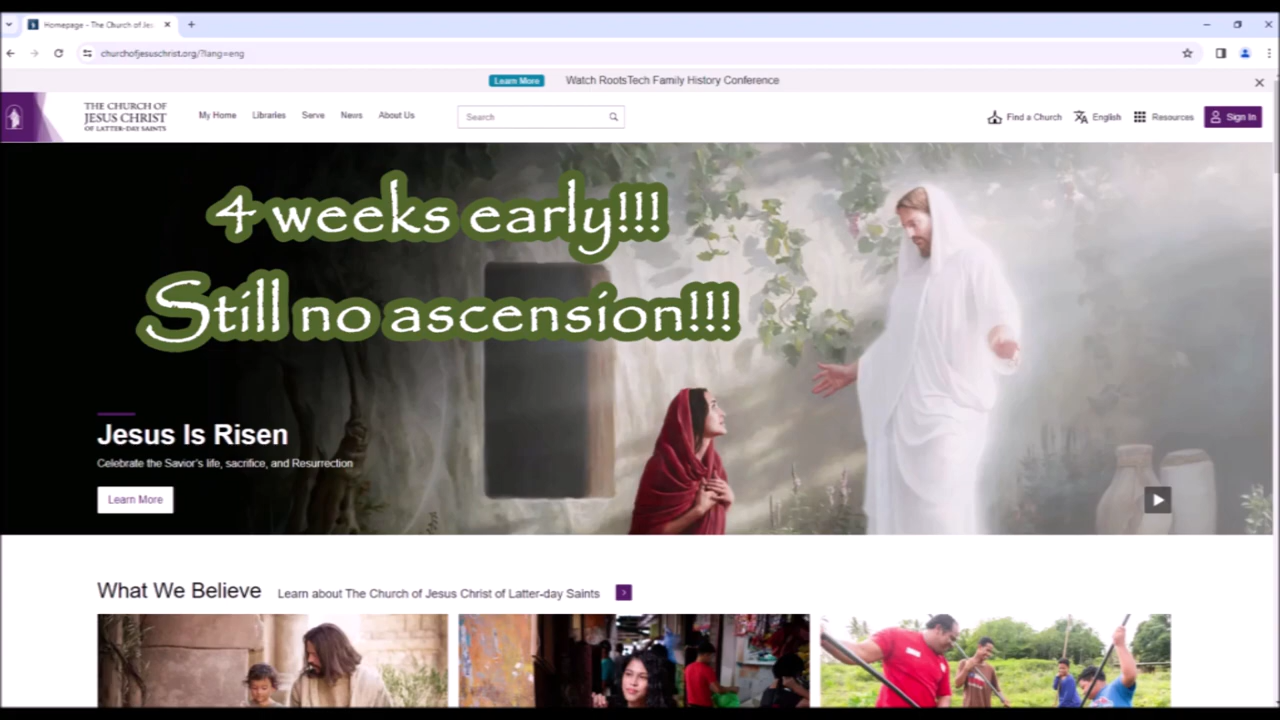 Homepage - The Church of Jes
churchofjesuschrist.org/?lang=eng
Learn More Watch RootsTech Family History Conference
THE CHURCH OF
JESUS CHRIST
OF LATTER-DAY SAINTS
My Home Libraries Serve News About Us Search Find a Church English Resources Sign In
4 weeks early!!!
Still no ascension!!!
Jesus Is Risen
Celebrate the Savior's life, sacrifice, and Resurrection
Learn More
What We Believe Learn about The Church of Jesus Christ of Latter-day Saints